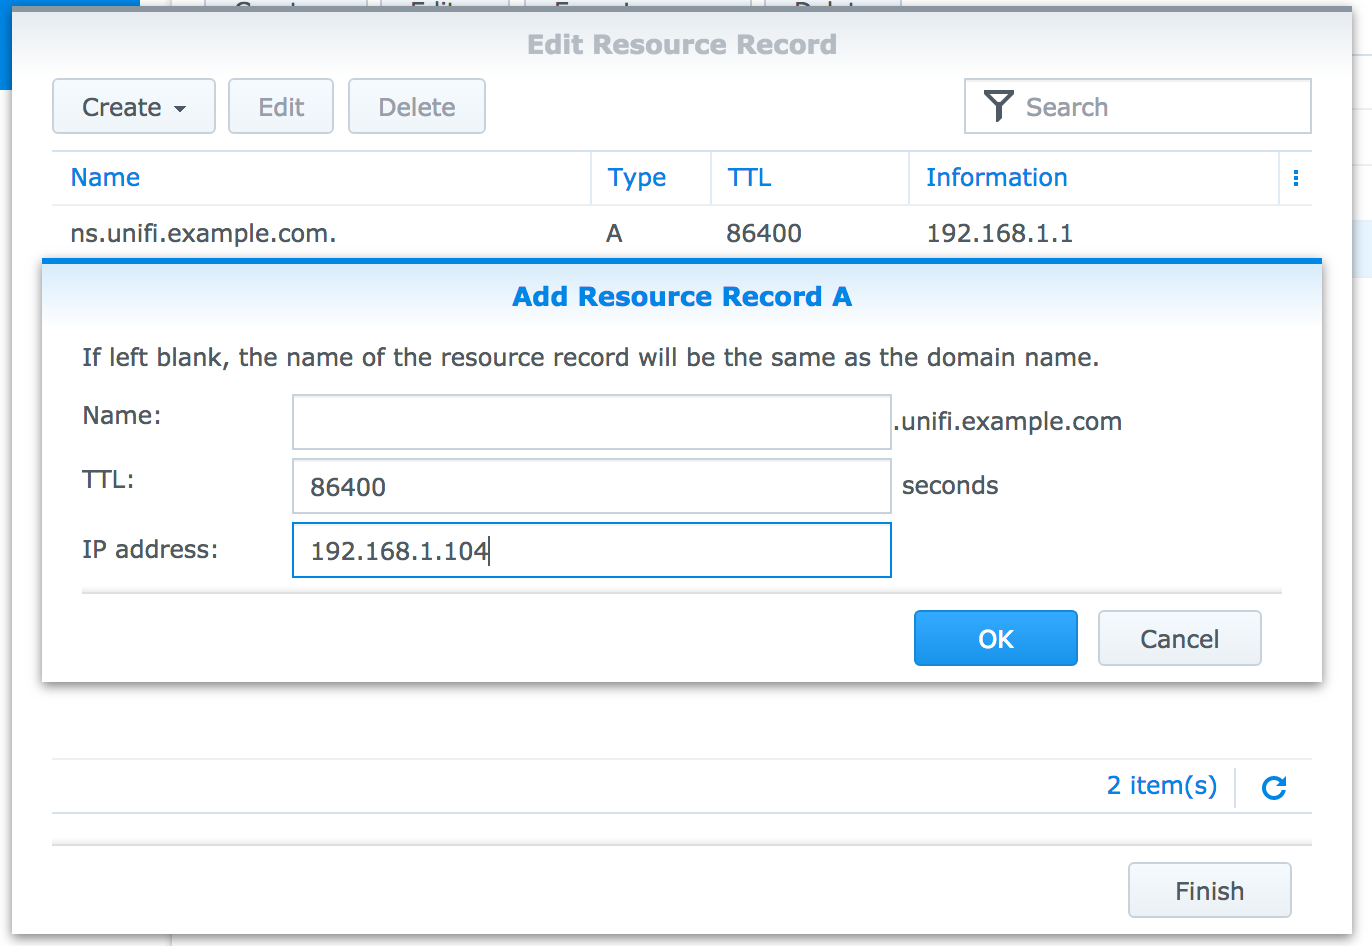 Edit Resource Record
Create Edit Delete Search
Name Type TTL Information
ns.unifi.example.com. A 86400 192.168.1.1
Add Resource Record A
If left blank, the name of the resource record will be the same as the domain name.
Name: .unifi.example.com
TTL: 86400 seconds
IP address: 192.168.1.104
OK Cancel
2 item(s)
Finish